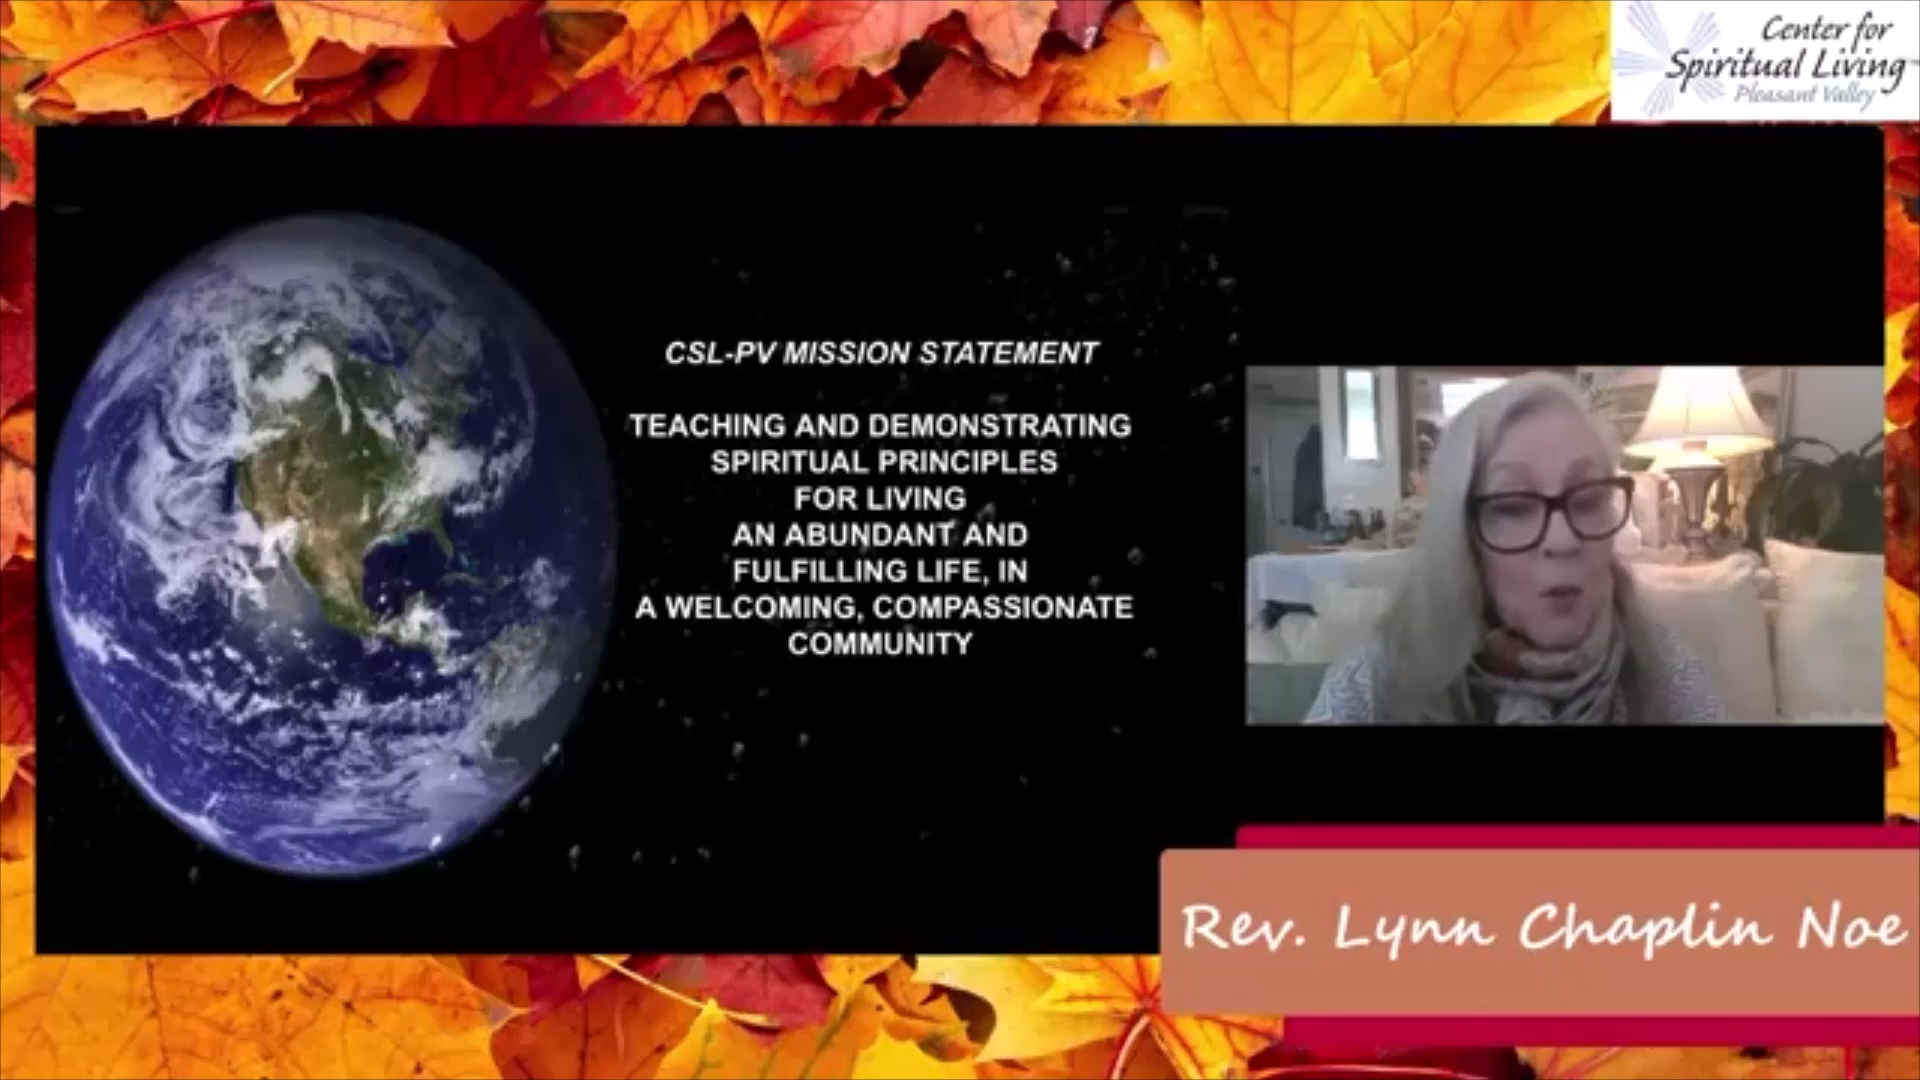 Center for
Spiritual Living
Pleasant Valley
CSL-PV MISSION STATEMENT
TEACHING AND DEMONSTRATING
SPIRITUAL PRINCIPLES
FOR LIVING
AN ABUNDANT AND
FULFILLING LIFE, IN
A WELCOMING, COMPASSIONATE
COMMUNITY
Rev. Lynn Chaplin Noe